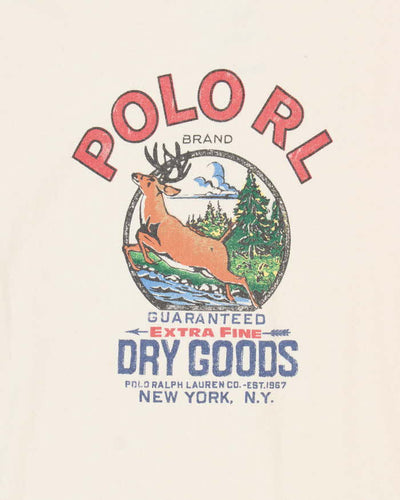 POLO RL
BRAND
GUARANTEED
EXTRA FINE
DRY GOODS
POLO RALPH LAUREN CO.-EST.1967
NEW YORK, N.Y.